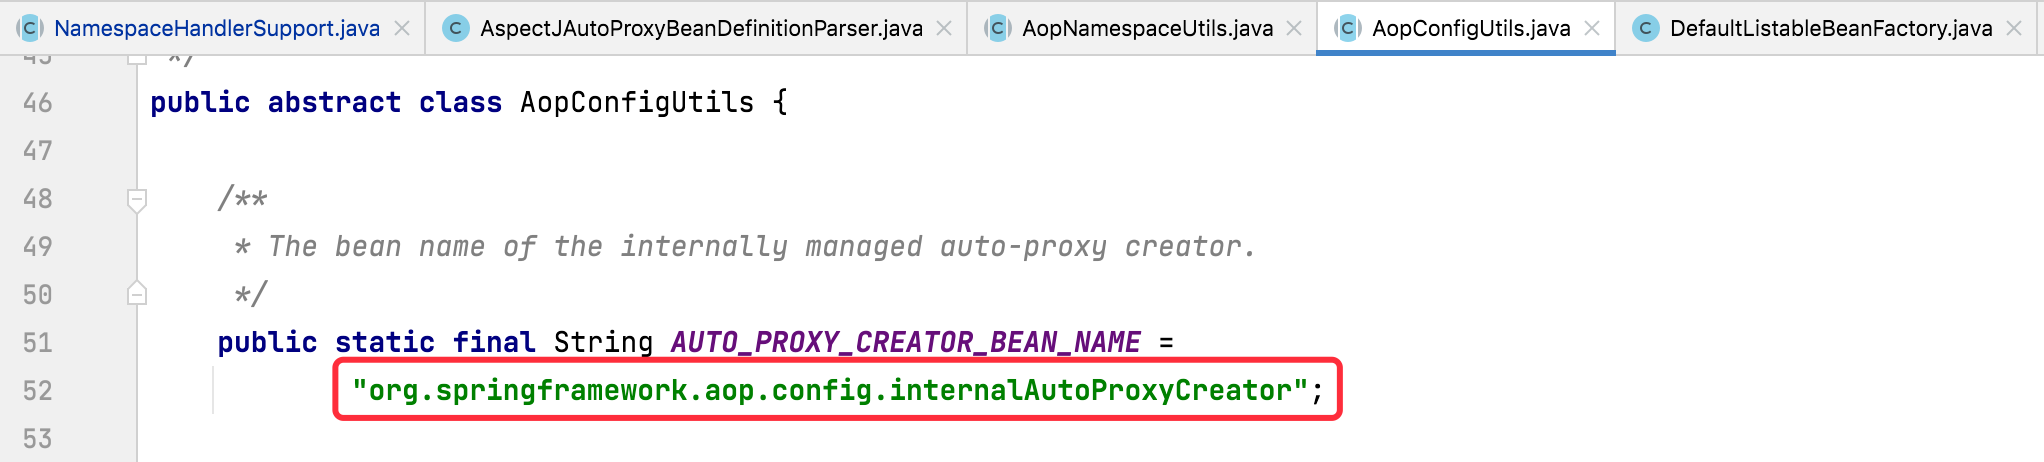 NamespaceHandlerSupport.java AspectJAutoProxyBeanDefinitionParser.java AopNamespaceUtils.java AopConfigUtils.java DefaultListableBeanFactory.java
45 */
46 public abstract class AopConfigUtils {
47
48 /**
49 * The bean name of the internally managed auto-proxy creator.
50 */
51 public static final String AUTO_PROXY_CREATOR_BEAN_NAME =
52 "org.springframework.aop.config.internalAutoProxyCreator";
53